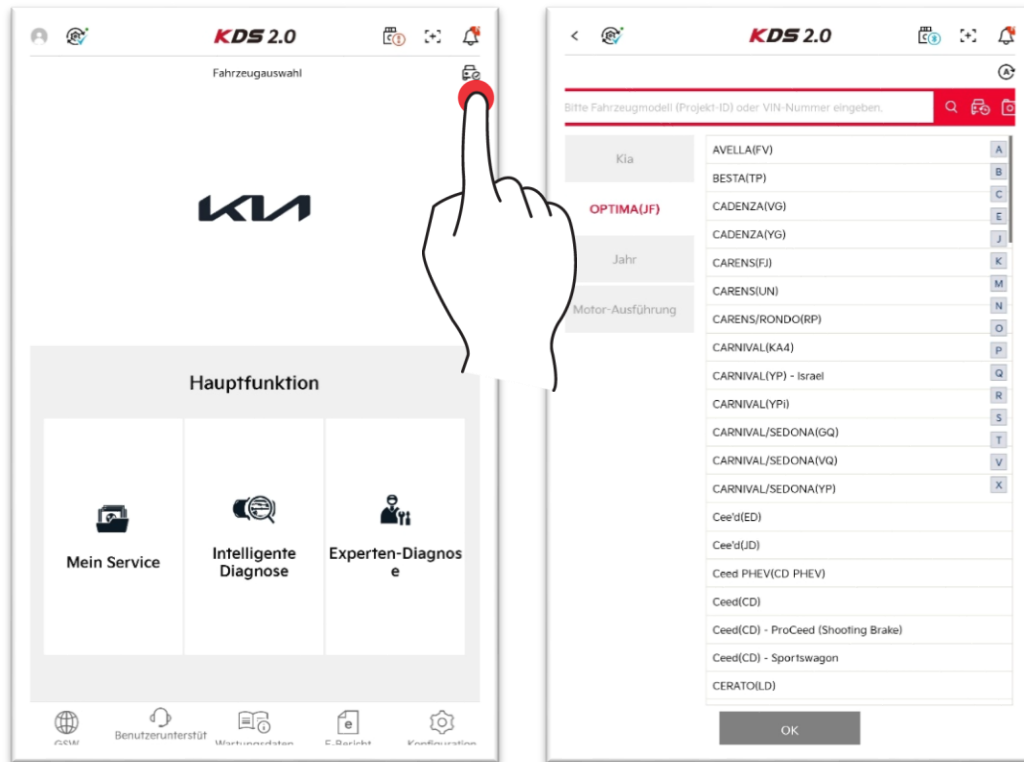 KDS 2.0
Fahrzeugauswahl
KIA
Hauptfunktion
Mein Service
Intelligente
Diagnose
Experten-Diagnos
e
GSW
Benutzerunterstüt
Wartungsdaten
E-Bericht
Konfiguration
KDS 2.0
Bitte Fahrzeugmodell (Projekt-ID) oder VIN-Nummer eingeben.
Kia
OPTIMA(JF)
Jahr
Motor-Ausführung
AVELLA(FV)
BESTA(TP)
CADENZA(VG)
CADENZA(YG)
CARENS(FJ)
CARENS(UN)
CARENS/RONDO(RP)
CARNIVAL(KA4)
CARNIVAL(YP) - Israel
CARNIVAL(YPi)
CARNIVAL/SEDONA(GQ)
CARNIVAL/SEDONA(VQ)
CARNIVAL/SEDONA(YP)
Cee'd(ED)
Cee'd(JD)
Ceed PHEV(CD PHEV)
Ceed(CD)
Ceed(CD) - ProCeed (Shooting Brake)
Ceed(CD) - Sportswagon
CERATO(LD)
A
B
C
E
J
K
M
N
O
P
Q
R
S
T
V
X
OK